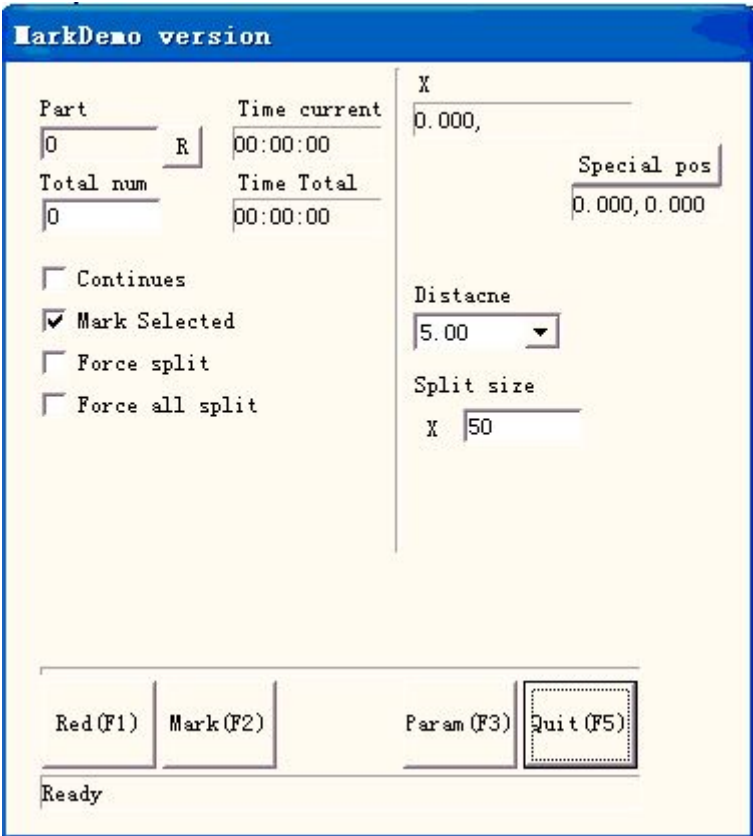 MarkDemo version
Part
0
R
Time current
00:00:00
Total num
0
Time Total
00:00:00
Continues
Mark Selected
Force split
Force all split
X
0.000,
Special pos
0.000,0.000
Distacne
5.00
Split size
X 50
Red(F1) Mark(F2) Param(F3) Quit(F5)
Ready